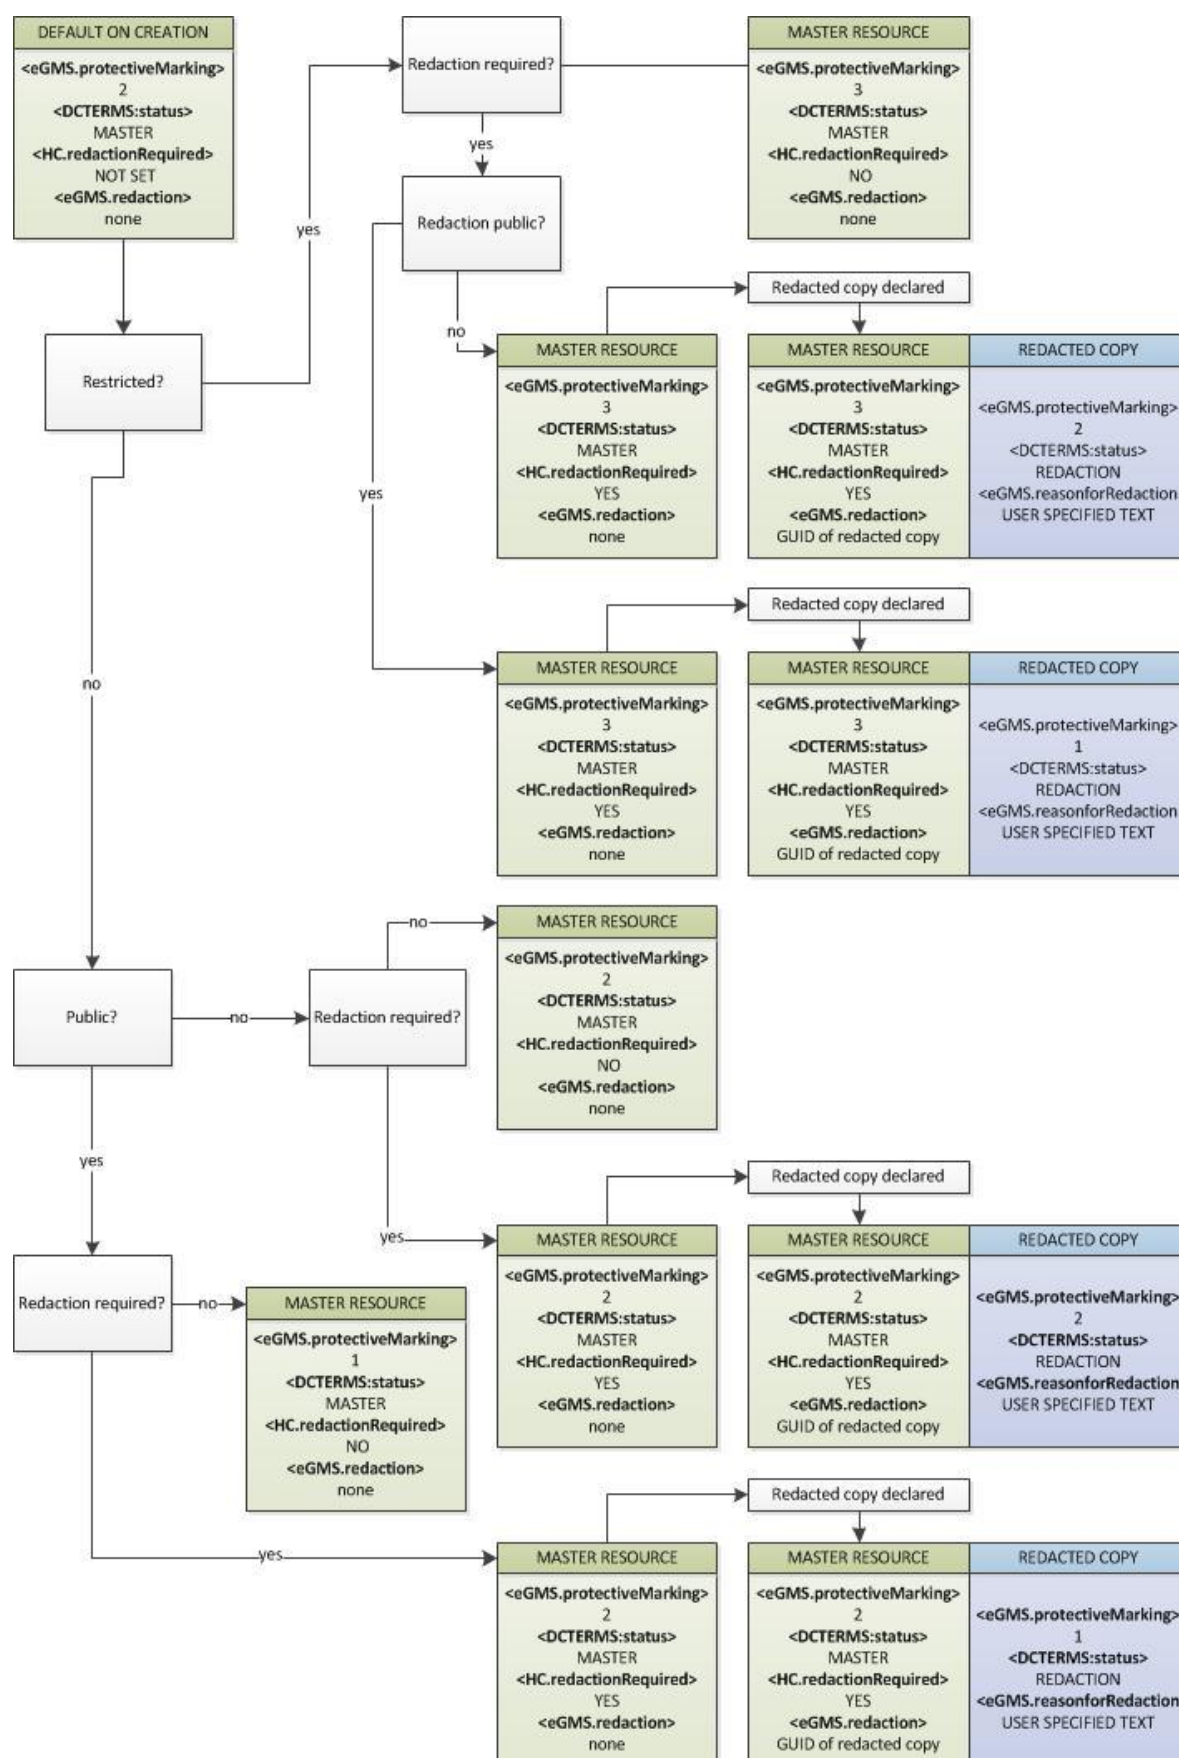 DEFAULT ON CREATION
<eGMS.protectiveMarking>
2
<DCTERMS:status>
MASTER
<HC.redactionRequired>
NOT SET
<eGMS.redaction>
none
Redaction required?
MASTER RESOURCE
<eGMS.protectiveMarking>
3
<DCTERMS:status>
MASTER
<HC.redactionRequired>
NO
<eGMS.redaction>
none
yes
yes
Redaction public?
Restricted?
no
yes
Redacted copy declared
MASTER RESOURCE
<eGMS.protectiveMarking>
3
<DCTERMS:status>
MASTER
<HC.redactionRequired>
YES
<eGMS.redaction>
none
MASTER RESOURCE
<eGMS.protectiveMarking>
3
<DCTERMS:status>
MASTER
<HC.redactionRequired>
YES
<eGMS.redaction>
GUID of redacted copy
REDACTED COPY
<eGMS.protectiveMarking>
2
<DCTERMS:status>
REDACTION
<eGMS.reasonforRedaction
USER SPECIFIED TEXT
Redacted copy declared
MASTER RESOURCE
<eGMS.protectiveMarking>
3
<DCTERMS:status>
MASTER
<HC.redactionRequired>
YES
<eGMS.redaction>
none
MASTER RESOURCE
<eGMS.protectiveMarking>
3
<DCTERMS:status>
MASTER
<HC.redactionRequired>
YES
<eGMS.redaction>
GUID of redacted copy
REDACTED COPY
<eGMS.protectiveMarking>
1
<DCTERMS:status>
REDACTION
<eGMS.reasonforRedaction
USER SPECIFIED TEXT
no
Public?
no
Redaction required?
no
MASTER RESOURCE
<eGMS.protectiveMarking>
2
<DCTERMS:status>
MASTER
<HC.redactionRequired>
NO
<eGMS.redaction>
none
yes
yes
Redacted copy declared
MASTER RESOURCE
<eGMS.protectiveMarking>
2
<DCTERMS:status>
MASTER
<HC.redactionRequired>
YES
<eGMS.redaction>
none
MASTER RESOURCE
<eGMS.protectiveMarking>
2
<DCTERMS:status>
MASTER
<HC.redactionRequired>
YES
<eGMS.redaction>
GUID of redacted copy
REDACTED COPY
<eGMS.protectiveMarking>
2
<DCTERMS:status>
REDACTION
<eGMS.reasonforRedaction
USER SPECIFIED TEXT
Redaction required?
no
MASTER RESOURCE
<eGMS.protectiveMarking>
1
<DCTERMS:status>
MASTER
<HC.redactionRequired>
NO
<eGMS.redaction>
none
yes
Redacted copy declared
MASTER RESOURCE
<eGMS.protectiveMarking>
2
<DCTERMS:status>
MASTER
<HC.redactionRequired>
YES
<eGMS.redaction>
none
MASTER RESOURCE
<eGMS.protectiveMarking>
2
<DCTERMS:status>
MASTER
<HC.redactionRequired>
YES
<eGMS.redaction>
GUID of redacted copy
REDACTED COPY
<eGMS.protectiveMarking>
1
<DCTERMS:status>
REDACTION
<eGMS.reasonforRedaction
USER SPECIFIED TEXT